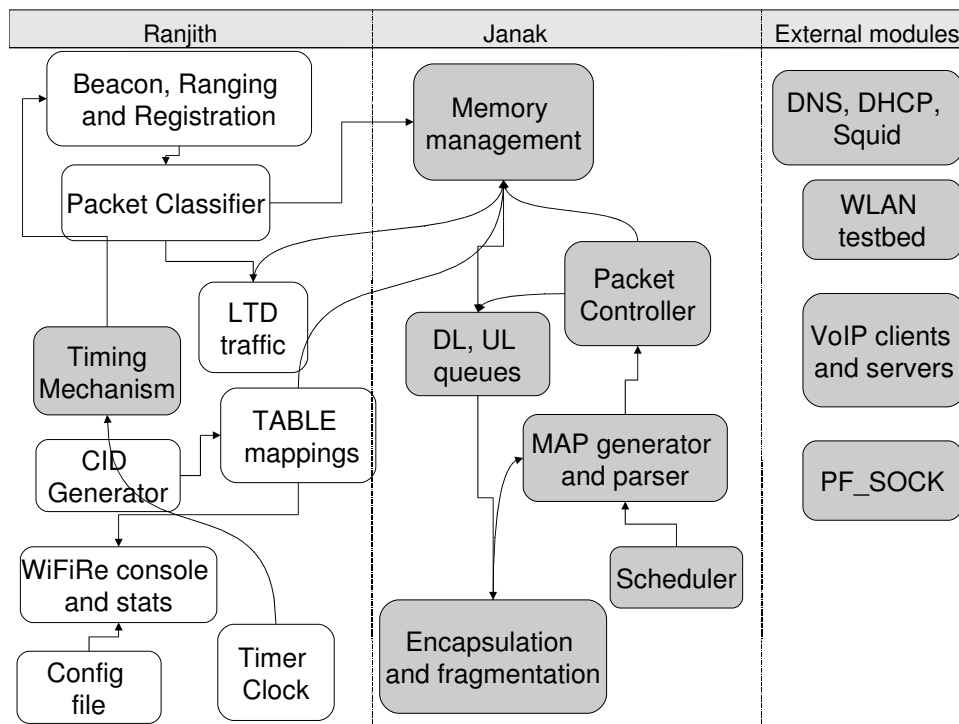 Ranjith
Janak
External modules
Beacon, Ranging
and Registration
Packet Classifier
LTD
traffic
Timing
Mechanism
CID
Generator
TABLE
mappings
WiFiRe console
and stats
Config
file
Timer
Clock
Memory
management
Packet
Controller
DL, UL
queues
MAP generator
and parser
Scheduler
Encapsulation
and fragmentation
DNS, DHCP,
Squid
WLAN
testbed
VoIP clients
and servers
PF_SOCK